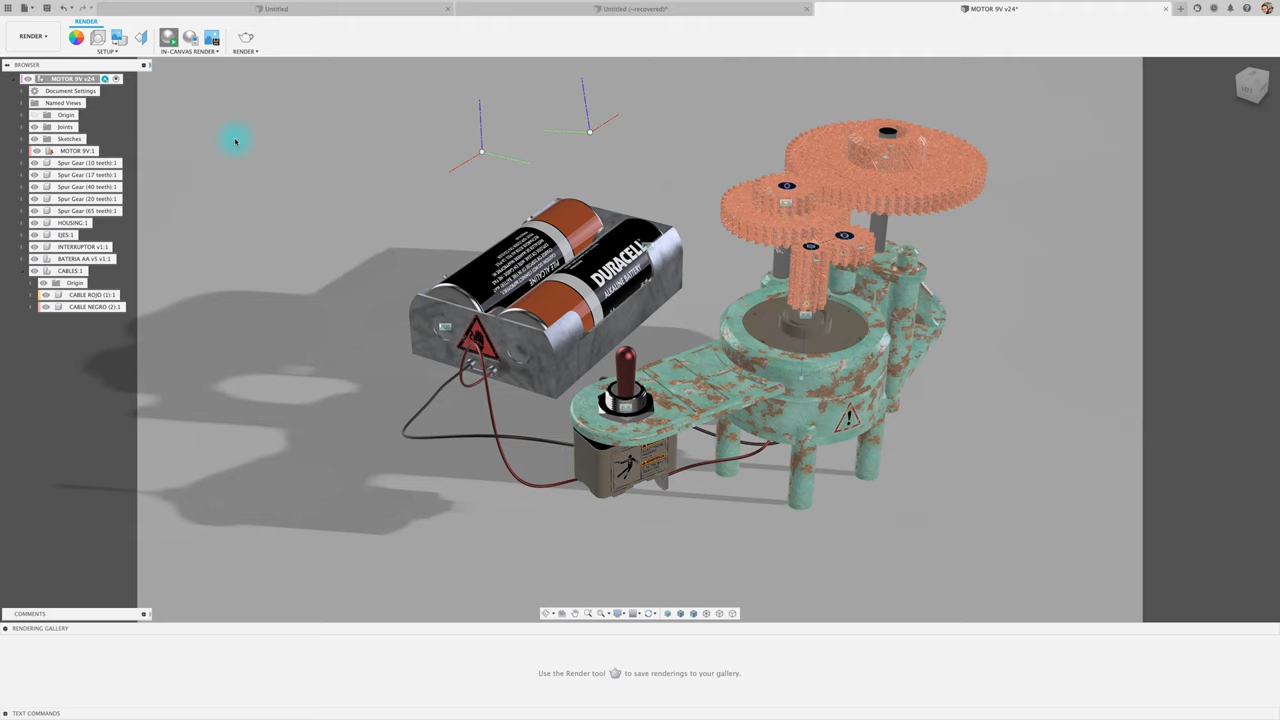 Untitled
Untitled (~recovered)*
MOTOR 9V v24*
RENDER
RENDER
SETUP
IN-CANVAS RENDER
RENDER
BROWSER
MOTOR 9V v24
Document Settings
Named Views
Origin
Joints
Sketches
MOTOR 9V:1
Spur Gear (10 teeth):1
Spur Gear (17 teeth):1
Spur Gear (40 teeth):1
Spur Gear (20 teeth):1
Spur Gear (65 teeth):1
HOUSING:1
EJES:1
INTERRUPTOR v1:1
BATERIA AA v5 v1:1
CABLES:1
Origin
CABLE ROJO (1):1
CABLE NEGRO (2):1
DURACELL
ALKALINE BATTERY
PILE ALCALINE
COMMENTS
RENDERING GALLERY
Use the Render tool to save renderings to your gallery.
TEXT COMMANDS